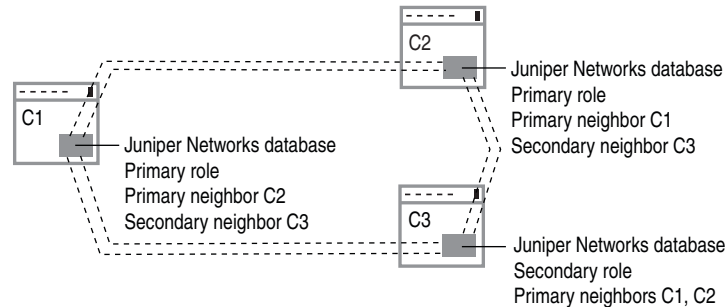 C2
Juniper Networks database
Primary role
Primary neighbor C1
Secondary neighbor C3
C1
Juniper Networks database
Primary role
Primary neighbor C2
Secondary neighbor C3
C3
Juniper Networks database
Secondary role
Primary neighbors C1, C2